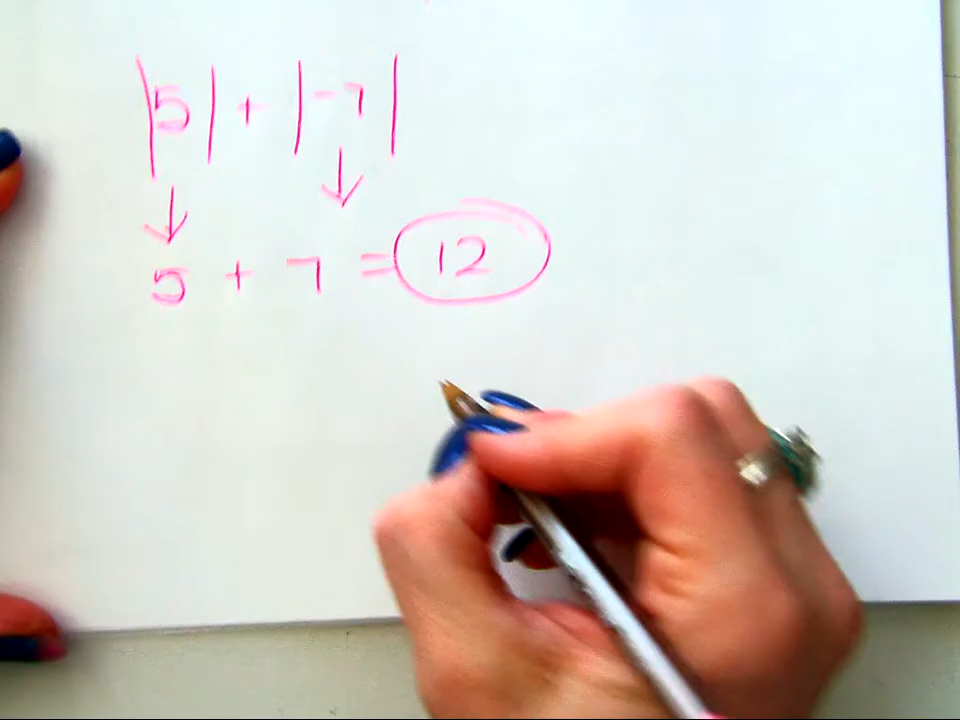 |5| + |-7|
5 + 7 = 12